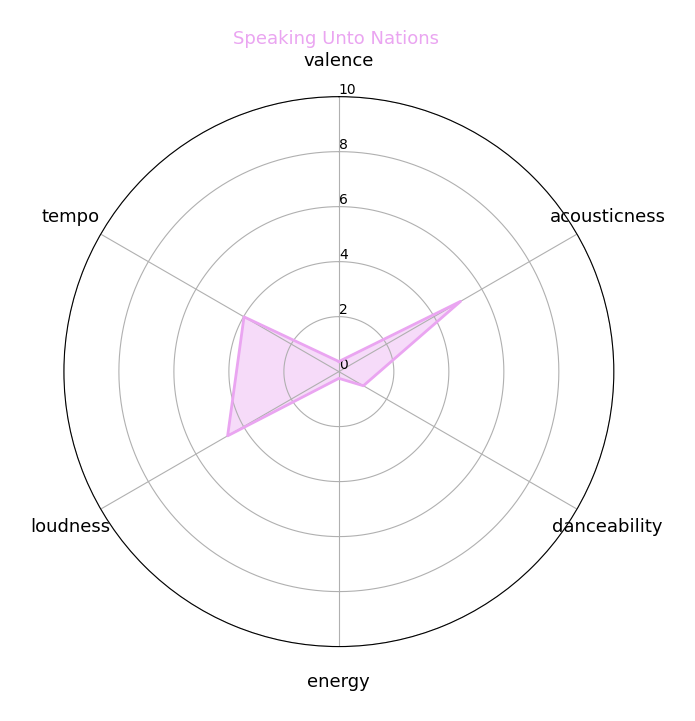 Speaking Unto Nations
valence
10
8
6
4
2
0
tempo
acousticness
loudness
danceability
energy